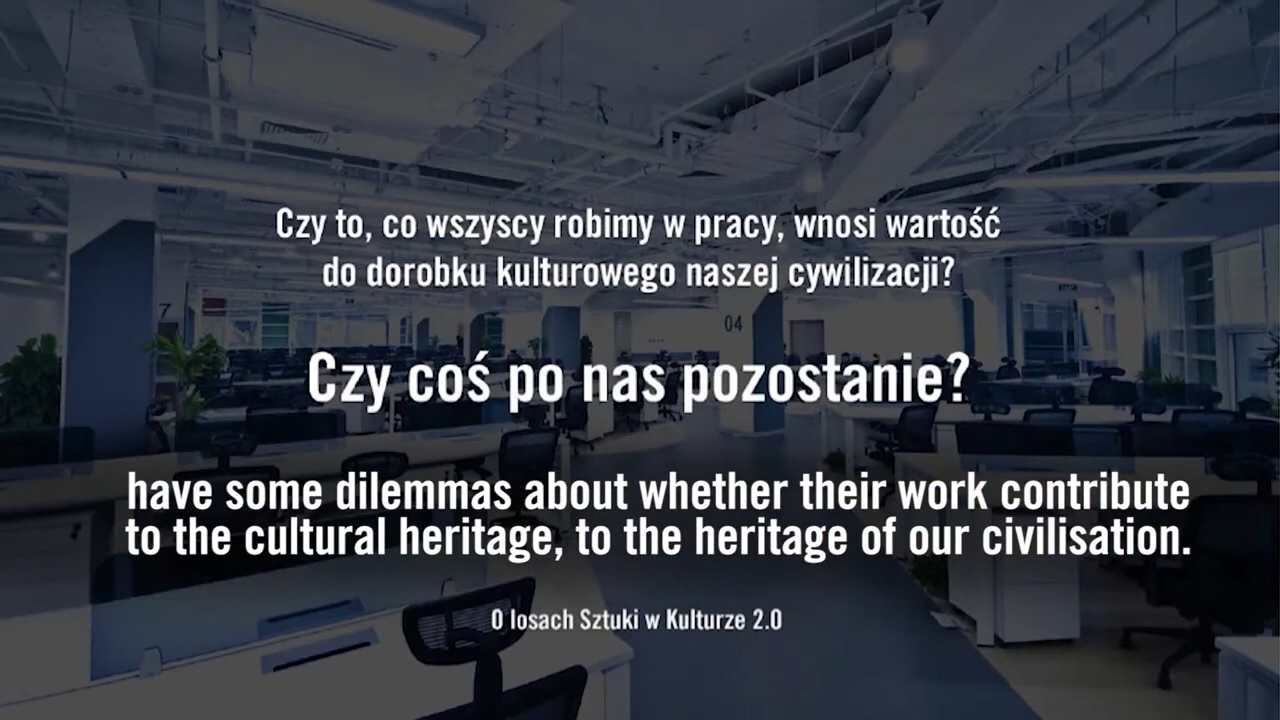 Czy to, co wszyscy robimy w pracy, wnosi wartość
do dorobku kulturowego naszej cywilizacji?
7
04
Czy coś po nas pozostanie?
have some dilemmas about whether their work contribute
to the cultural heritage, to the heritage of our civilisation.
O losach Sztuki w Kulturze 2.0